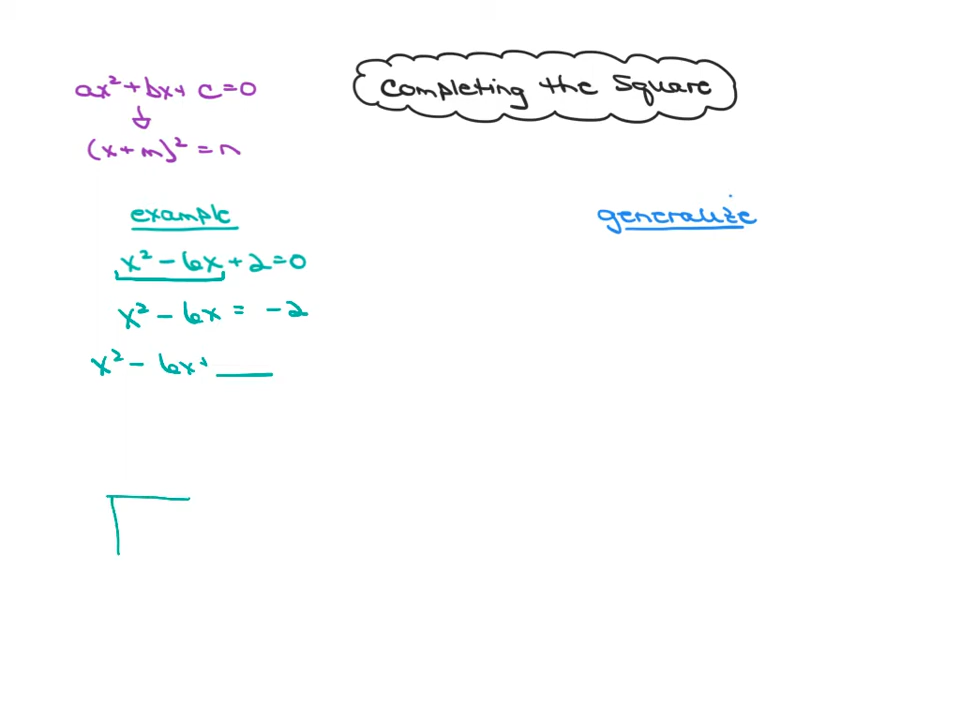 ax² + bx + c = 0
↓
(x + m)² = n
Completing the Square
example
x² - 6x + 2 = 0
x² - 6x = -2
x² - 6x + ___
generalize